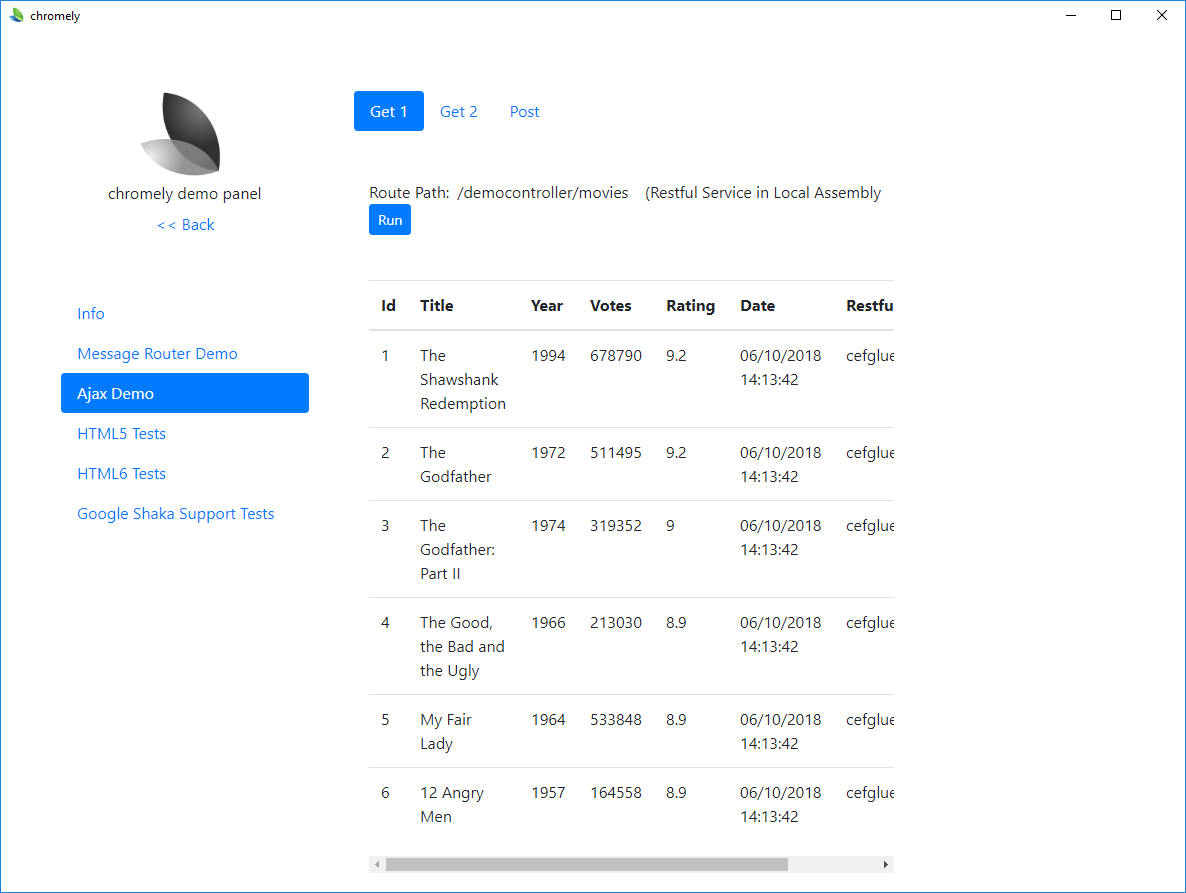 chromely
chromely demo panel
<< Back
Info
Message Router Demo
Ajax Demo
HTML5 Tests
HTML6 Tests
Google Shaka Support Tests
Get 1 Get 2 Post
Route Path: /democontroller/movies (Restful Service in Local Assembly
Run
Id Title Year Votes Rating Date Restfu
1 The 1994 678790 9.2 06/10/2018 cefglue
Shawshank 14:13:42
Redemption
2 The 1972 511495 9.2 06/10/2018 cefglue
Godfather 14:13:42
3 The 1974 319352 9 06/10/2018 cefglue
Godfather: 14:13:42
Part II
4 The Good, 1966 213030 8.9 06/10/2018 cefglue
the Bad and 14:13:42
the Ugly
5 My Fair 1964 533848 8.9 06/10/2018 cefglue
Lady 14:13:42
6 12 Angry 1957 164558 8.9 06/10/2018 cefglue
Men 14:13:42